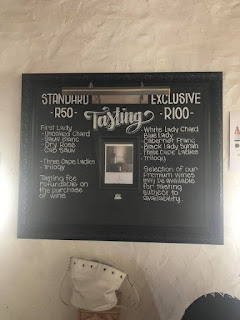 STANDARD
-R50-
Tasting
EXCLUSIVE
-R100-
First Lady
- Unoaked Chard
- Sauv Blanc
- Dry Rosé
- Cab Sauv
- Three Cape Ladies
- Trilogy
Tasting fee
refundable on
the purchase
of wine.
- White Lady Chard
- Blue Lady
- Cabernet Franc
- Black Lady Syrah
- Three Cape Ladies
- Trilogy
Selection of our
Premium wines
may be available
for tasting
subject to
availability.